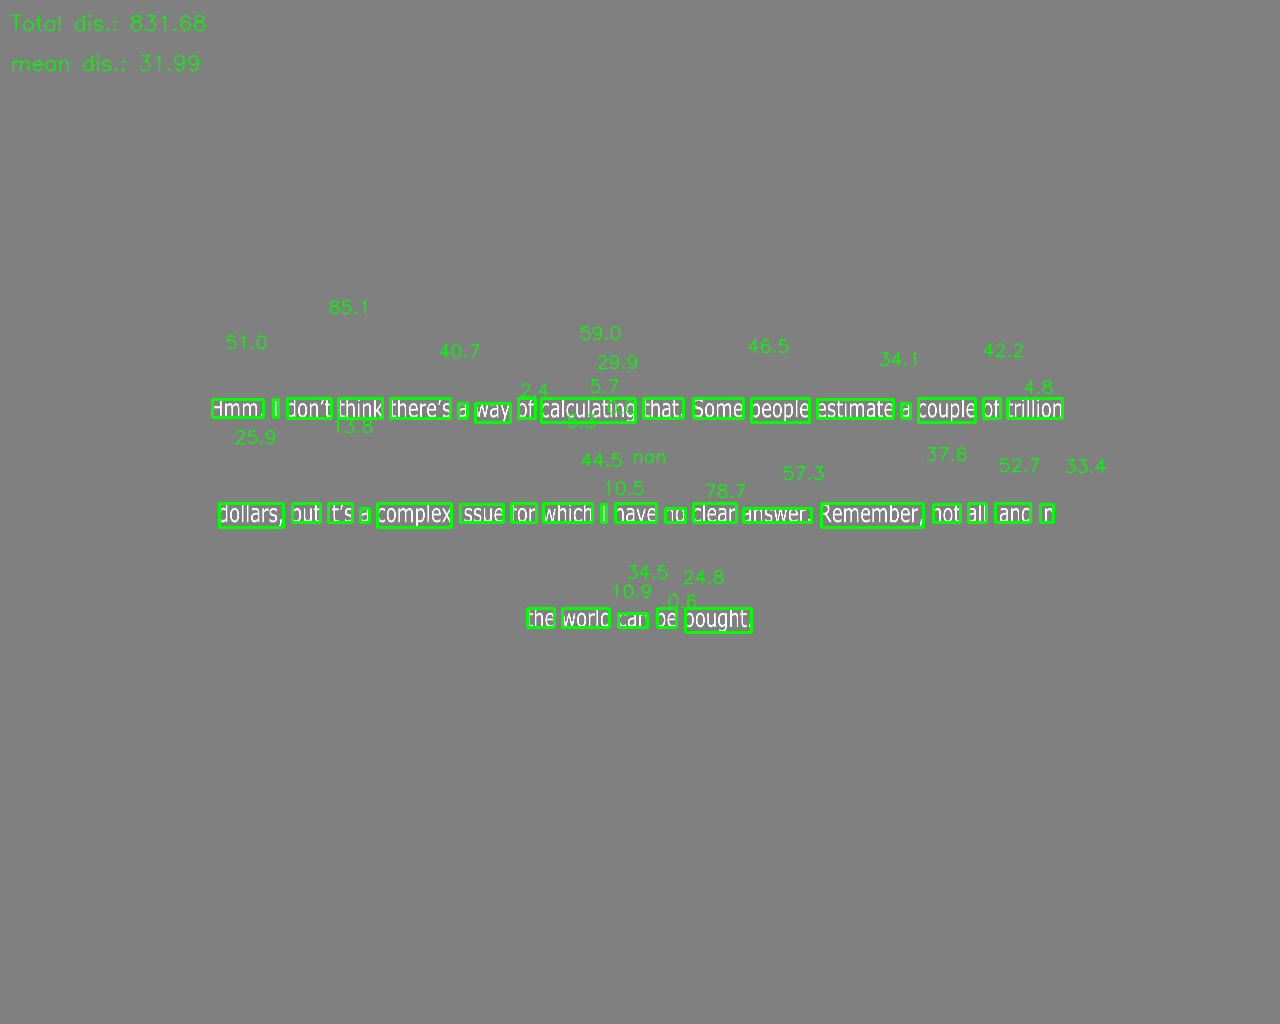 Total dis.: 831.68
mean dis.: 31.99
85.1
51.0 40.7 59.0 46.5 34.1 42.2
29.9
2.4 5.7 4.8
Hmm. I don't think there's a way of calculating that. Some people estimate a couple of trillion
25.9 13.8
44.5 nan 57.3 37.6 52.7 33.4
10.5 78.7
dollars, but it's a complex issue for which I have no clear answer. Remember, not all land in
34.5 24.8
10.9 0.6
the world can be bought.